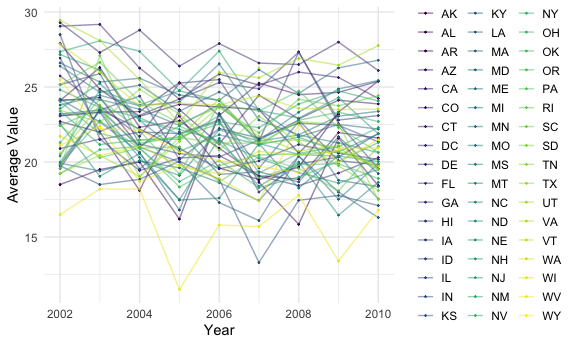 30
25
20
15
Average Value
2002
2004
2006
2008
2010
Year
AK
AL
AR
AZ
CA
CO
CT
DC
DE
FL
GA
HI
IA
ID
IL
IN
KS
KY
LA
MA
MD
ME
MI
MN
MO
MS
MT
NC
ND
NE
NH
NJ
NM
NV
NY
OH
OK
OR
PA
RI
SC
SD
TN
TX
UT
VA
VT
WA
WI
WV
WY